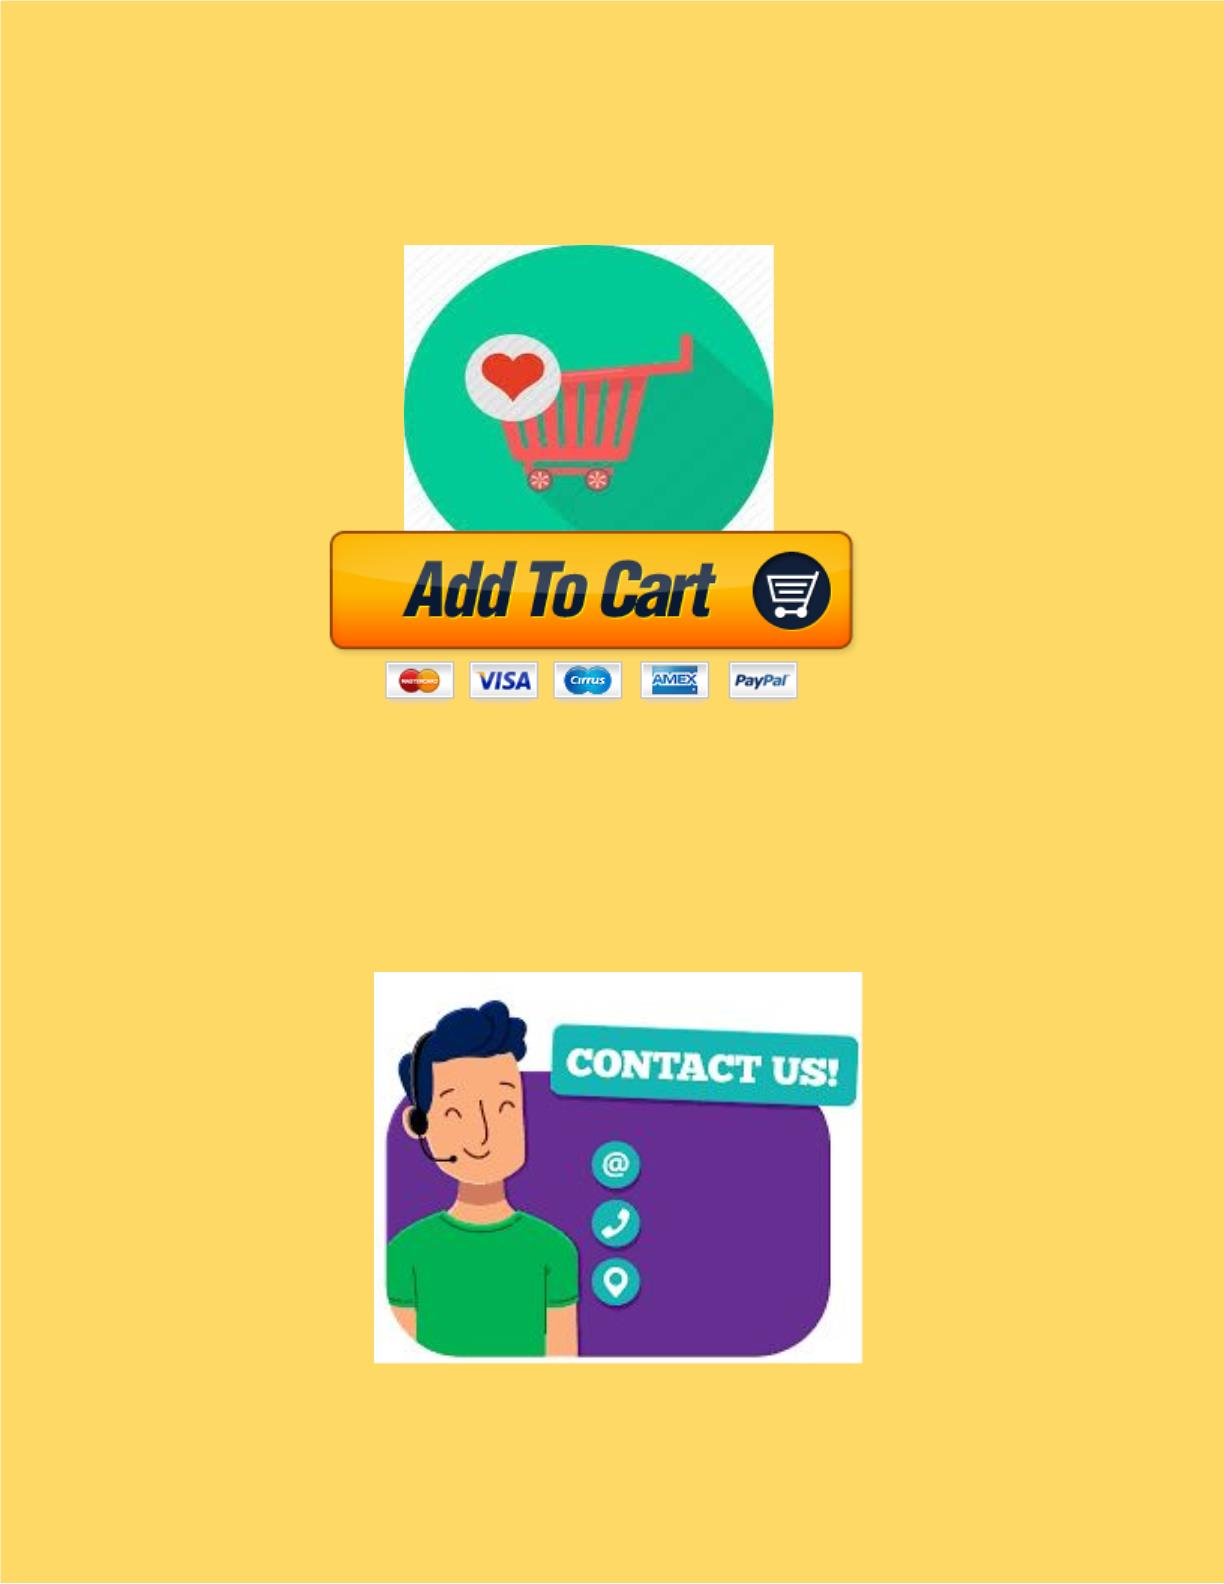 Add To Cart
MASTERCARD VISA Cirrus AMEX PayPal
CONTACT US!
@